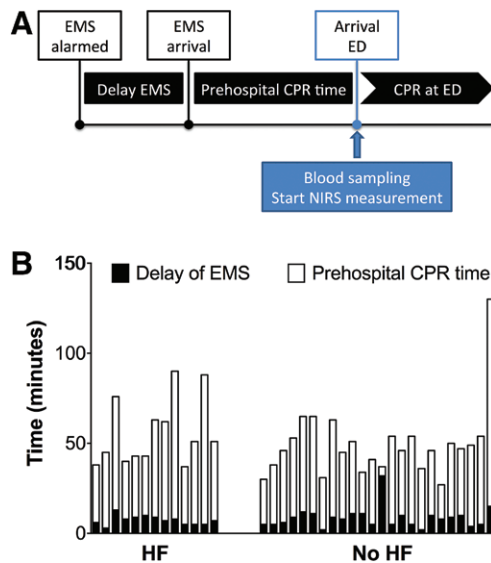 A
EMS
alarmed
EMS
arrival
Arrival
ED
Delay EMS
Prehospital CPR time
CPR at ED
Blood sampling
Start NIRS measurement
B
Delay of EMS
Prehospital CPR time
Time (minutes)
150
100
50
0
HF
No HF